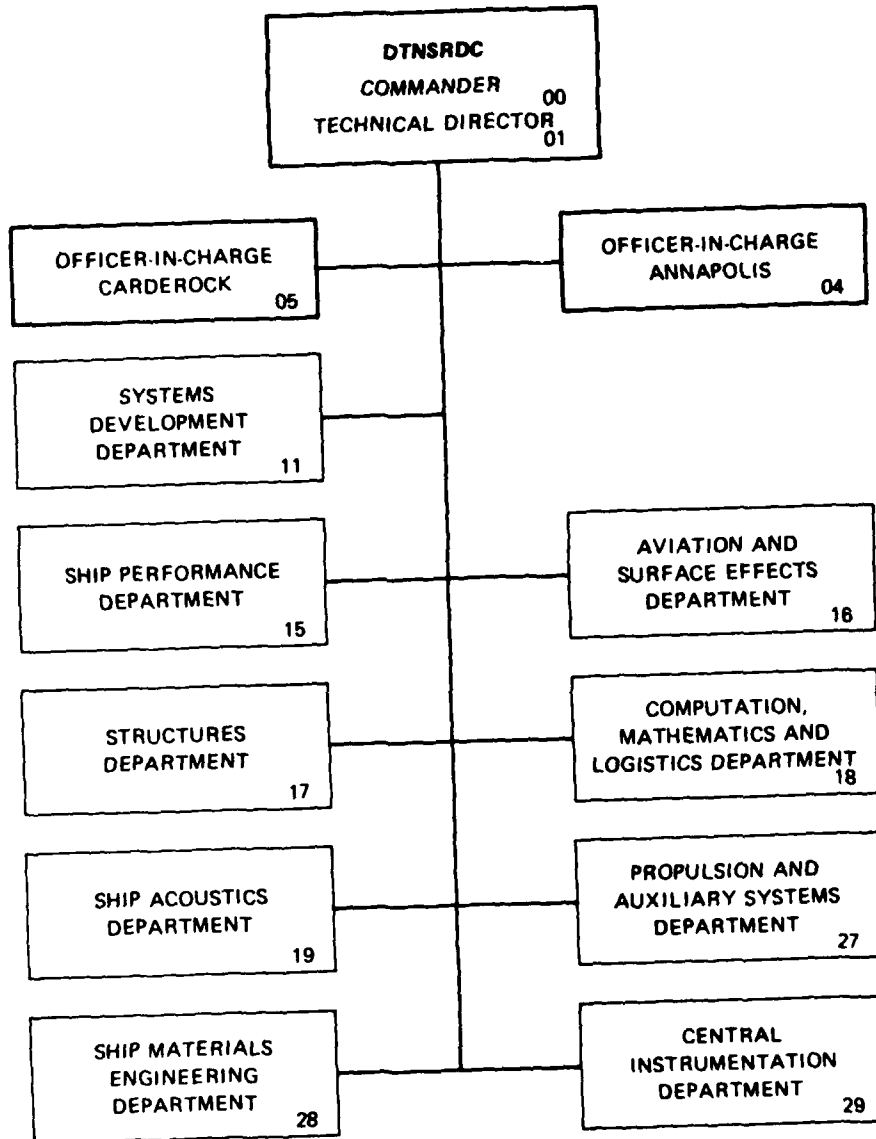 DTNSRDC
COMMANDER
00
TECHNICAL DIRECTOR
01
OFFICER-IN-CHARGE
CARDEROCK
05
OFFICER-IN-CHARGE
ANNAPOLIS
04
SYSTEMS
DEVELOPMENT
DEPARTMENT
11
SHIP PERFORMANCE
DEPARTMENT
15
AVIATION AND
SURFACE EFFECTS
DEPARTMENT
16
STRUCTURES
DEPARTMENT
17
COMPUTATION,
MATHEMATICS AND
LOGISTICS DEPARTMENT
18
SHIP ACOUSTICS
DEPARTMENT
19
PROPULSION AND
AUXILIARY SYSTEMS
DEPARTMENT
27
SHIP MATERIALS
ENGINEERING
DEPARTMENT
28
CENTRAL
INSTRUMENTATION
DEPARTMENT
29